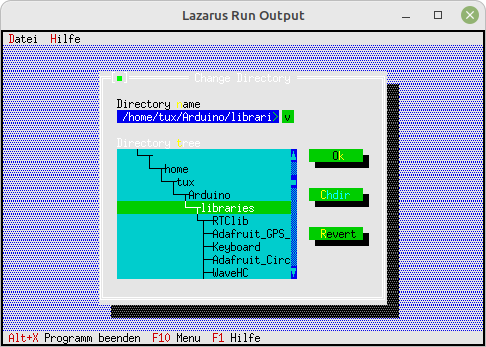 Lazarus Run Output
Datei Hilfe
Change Directory
Directory ame
/home/tux/Arduino/librari> v
Directory tree
home
tux
Arduino
libraries
RTClib
Adafruit_GPS_
Keyboard
Adafruit_Circ
WaveHC
Ok
Chdir
Revert
Alt+X Programm beenden F10 Menu F1 Hilfe